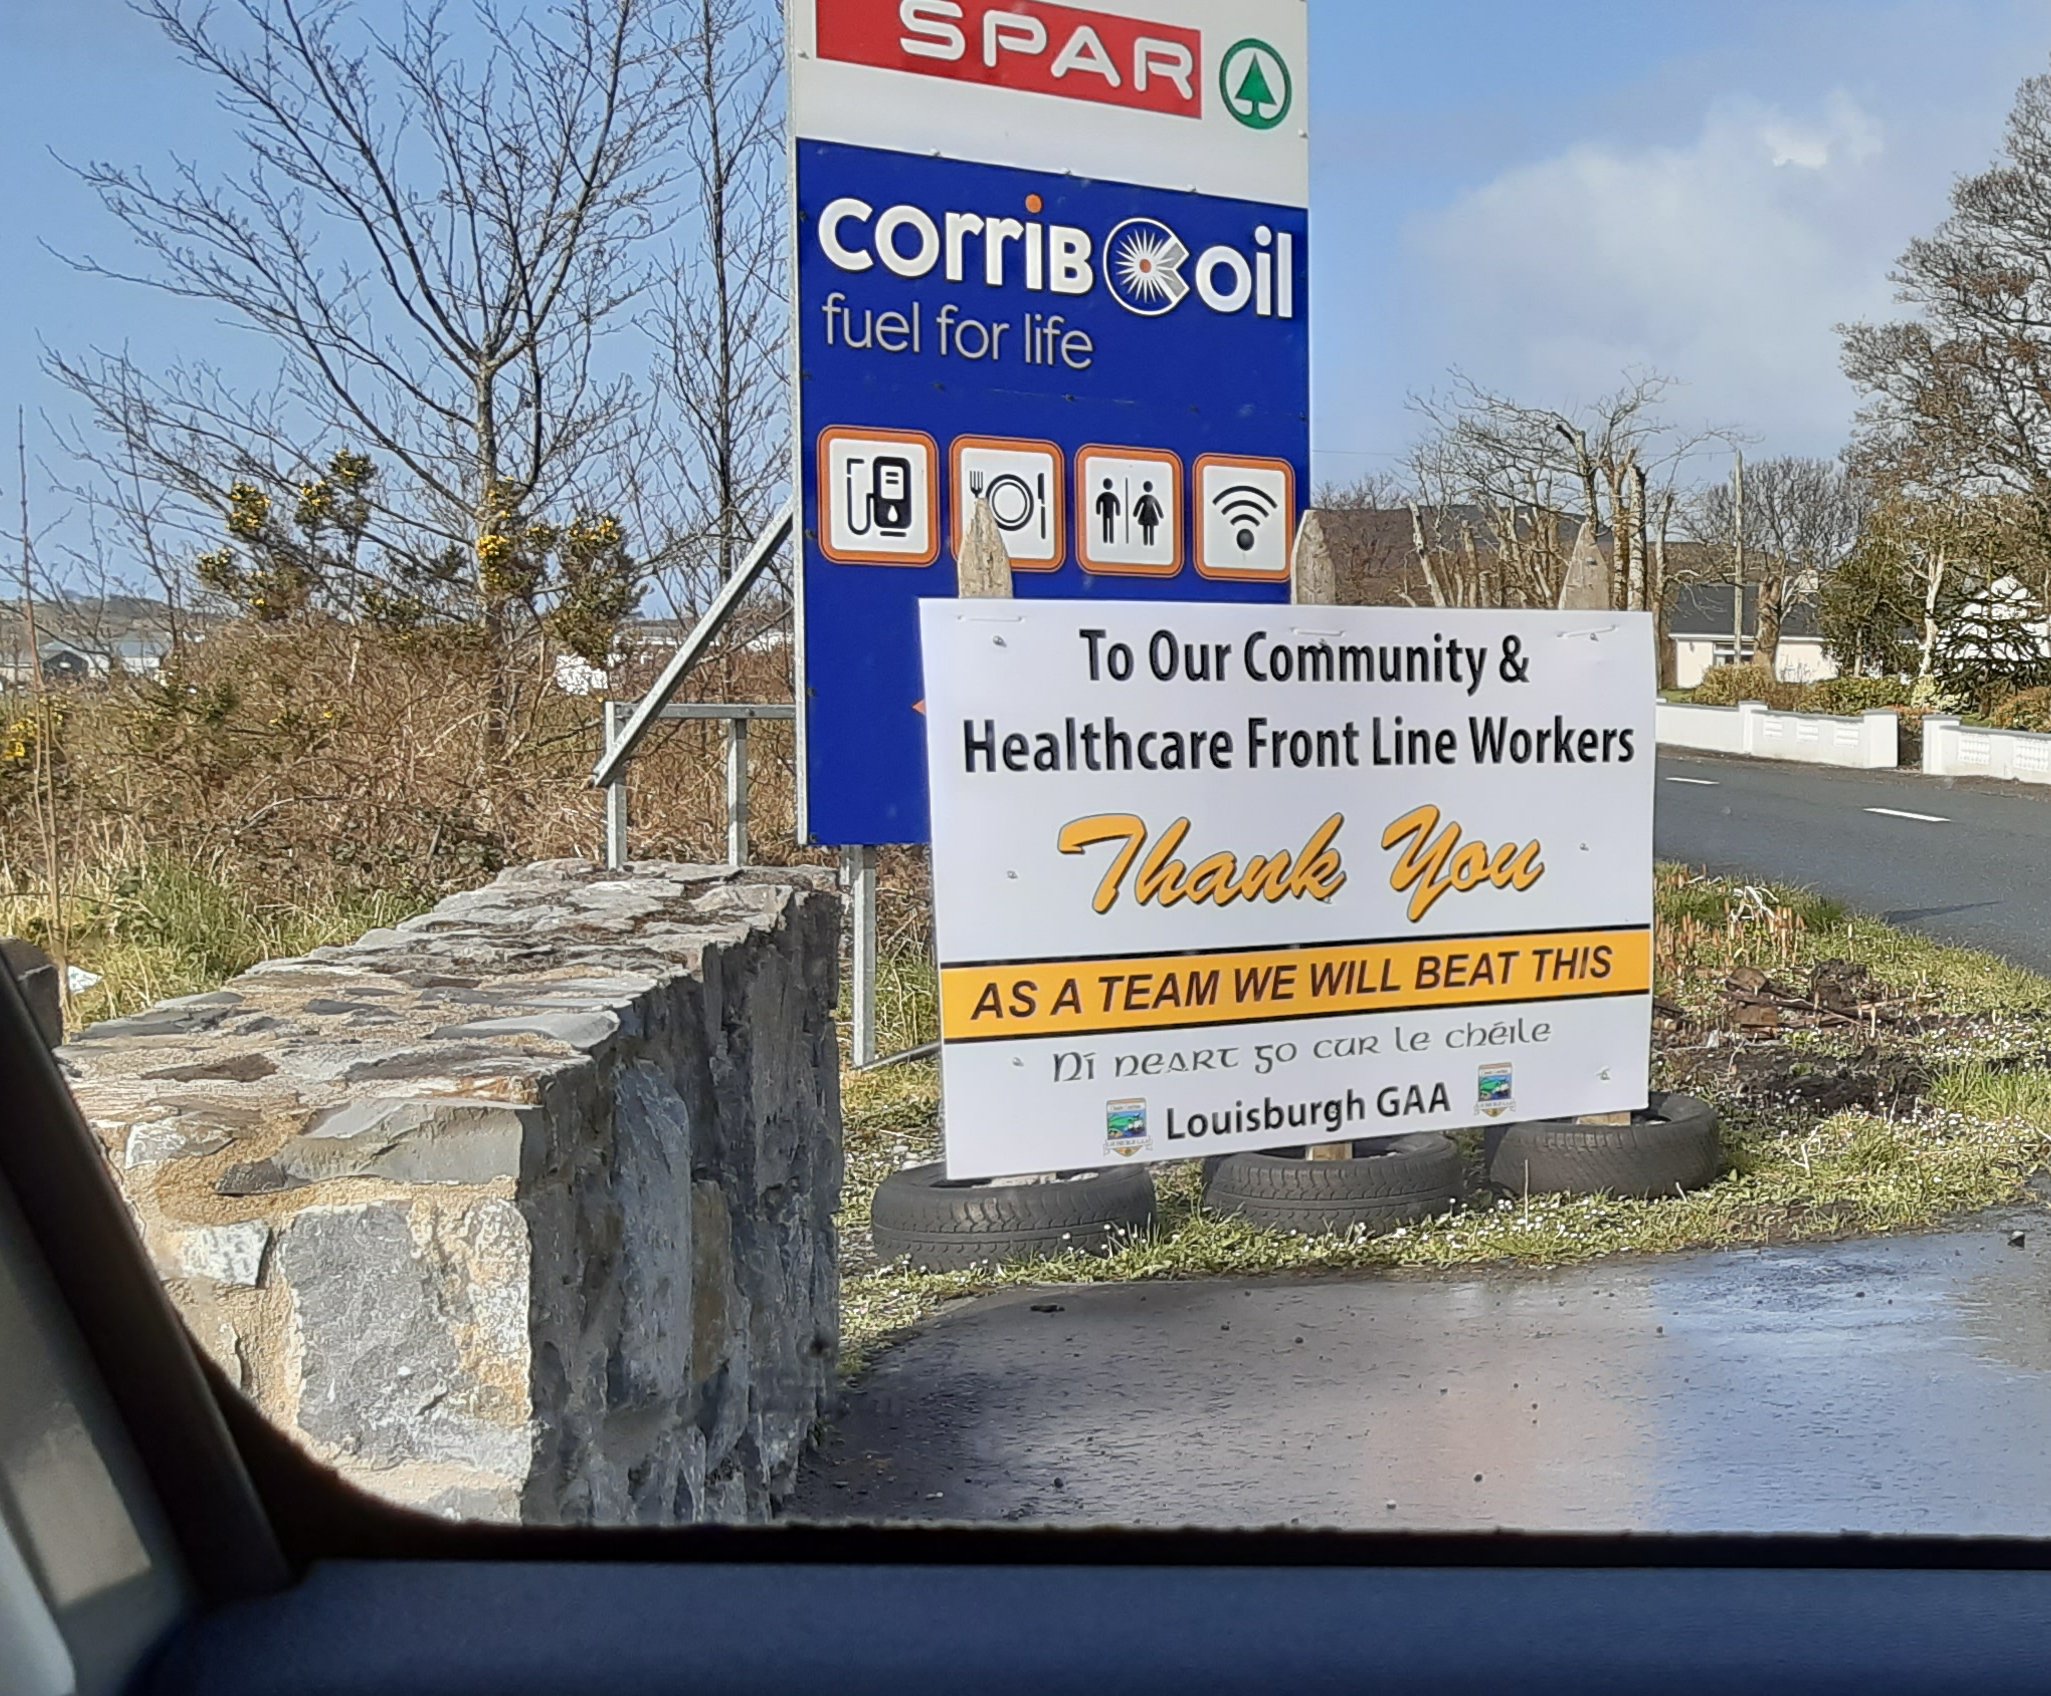 SPAR
corrib oil
fuel for life
To Our Community &
Healthcare Front Line Workers
Thank You
AS A TEAM WE WILL BEAT THIS
Ní neart go cur le chéile
Louisburgh GAA